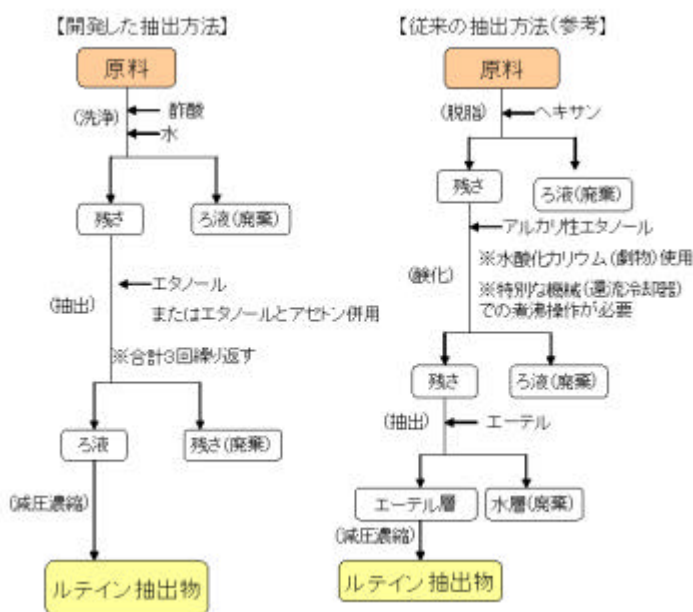 【開発した抽出方法】
原料
(洗浄)
酢酸
水
残さ
ろ液(廃棄)
(抽出)
エタノール
またはエタノールとアセトン併用
※合計3回繰り返す
ろ液
残さ(廃棄)
(減圧濃縮)
ルテイン抽出物
【従来の抽出方法(参考)】
原料
(脱脂)
ヘキサン
残さ
ろ液(廃棄)
アルカリ性エタノール
(酸化)
※水酸化カリウム(劇物)使用
※特別な機械(還流冷却器)
での煮沸操作が必要
残さ
ろ液(廃棄)
(抽出)
エーテル
エーテル層
水層(廃棄)
(減圧濃縮)
ルテイン抽出物